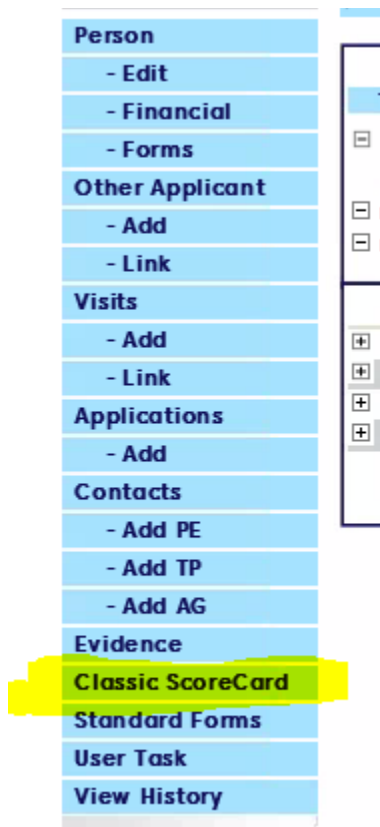 Person
- Edit
- Financial
- Forms
Other Applicant
- Add
- Link
Visits
- Add
- Link
Applications
- Add
Contacts
- Add PE
- Add TP
- Add AG
Evidence
Classic ScoreCard
Standard Forms
User Task
View History